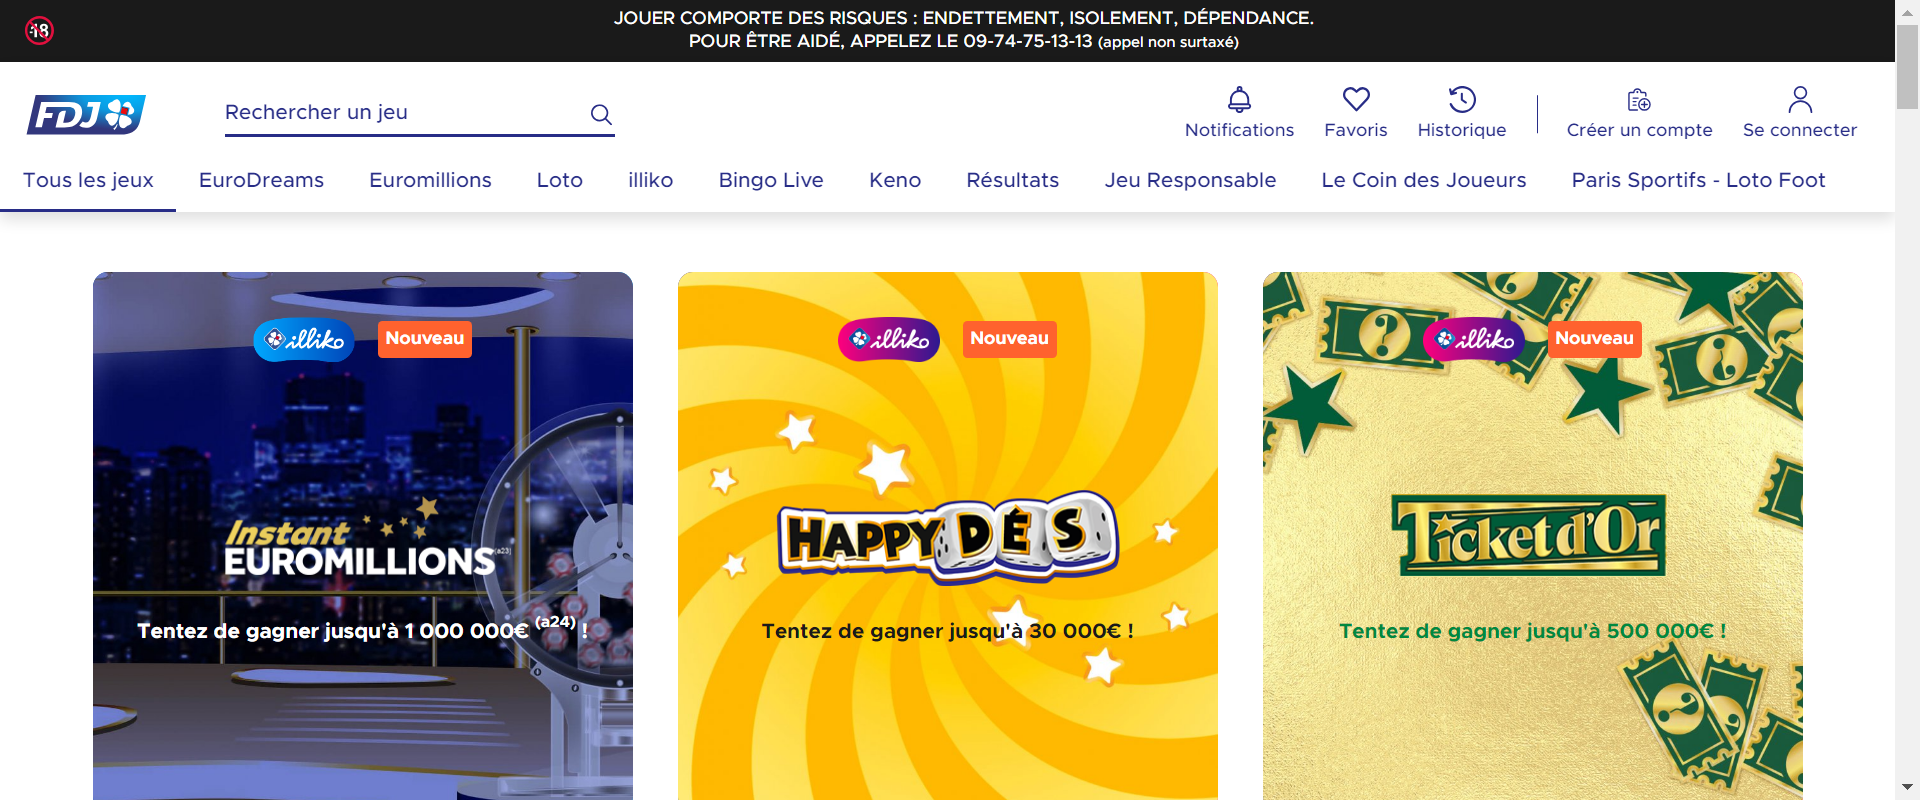 JOUER COMPORTE DES RISQUES : ENDETTEMENT, ISOLEMENT, DÉPENDANCE.
18
POUR ÊTRE AIDÉ, APPELEZ LE 09-74-75-13-13 (appel non surtaxé)
FDJ
Rechercher un jeu
Notifications
Favoris
Historique
Créer un compte
Se connecter
Tous les jeux
EuroDreams
Euromillions
Loto
illiko
Bingo Live
Keno
Résultats
Jeu Responsable
Le Coin des Joueurs
Paris Sportifs - Loto Foot
illiko
Nouveau
Instant
EUROMILLIONS (a23)
Tentez de gagner jusqu'à 1 000 000€ (a24) !
illiko
Nouveau
HAPPY DÉS
Tentez de gagner jusqu'à 30 000€ !
illiko
Nouveau
Ticket d'Or
Tentez de gagner jusqu'à 500 000€ !